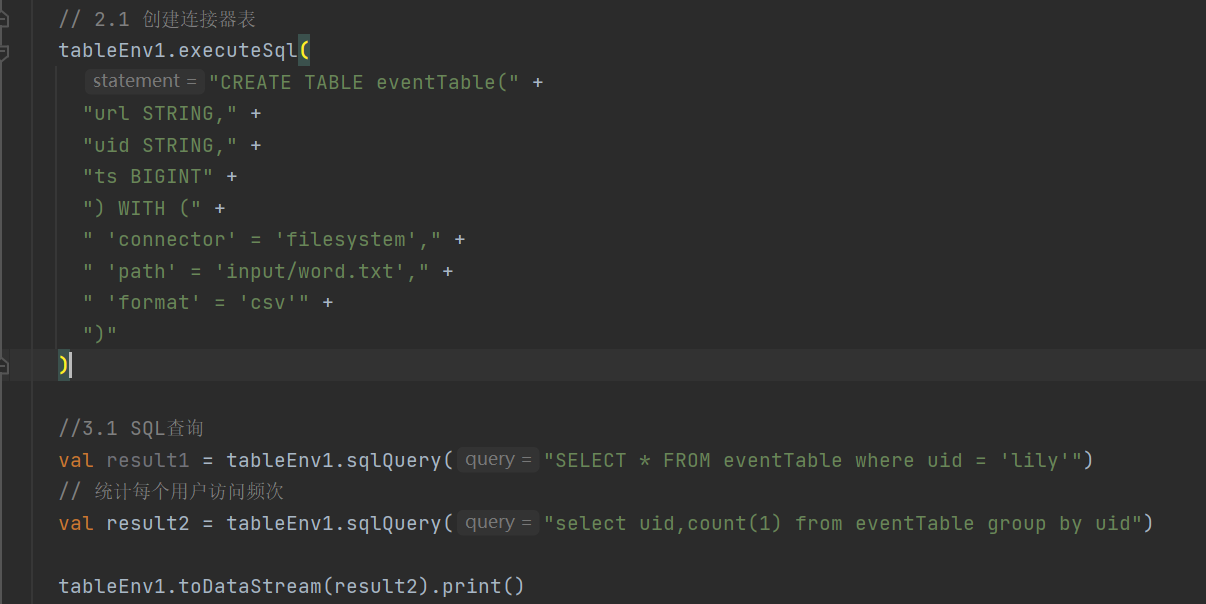 // 2.1 创建连接器表
tableEnv1.executeSql(
statement = "CREATE TABLE eventTable(" +
"url STRING," +
"uid STRING," +
"ts BIGINT" +
") WITH (" +
" 'connector' = 'filesystem'," +
" 'path' = 'input/word.txt'," +
" 'format' = 'csv'" +
")"
)
//3.1 SQL查询
val result1 = tableEnv1.sqlQuery( query = "SELECT * FROM eventTable where uid = 'lily'")
// 统计每个用户访问频次
val result2 = tableEnv1.sqlQuery( query = "select uid,count(1) from eventTable group by uid")
tableEnv1.toDataStream(result2).print()